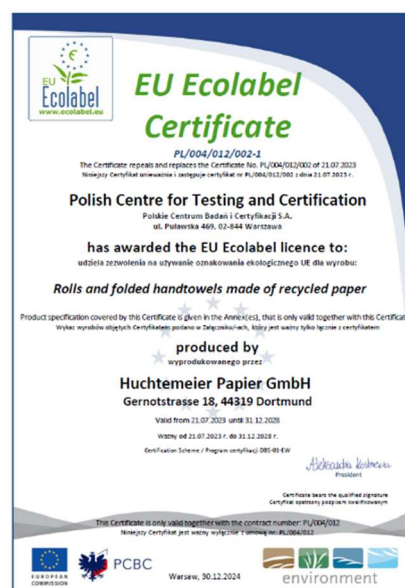 EU
Ecolabel
www.ecolabel.eu
EU Ecolabel
Certificate
PL/004/012/002-1
The Certificate repeals and replaces the Certificate No. PL/004/012/002 of 21.07.2023
Niniejszy Certyfikat unieważnia i zastępuje certyfikat nr PL/004/012/002 z dnia 21.07.2023 r.
Polish Centre for Testing and Certification
Polskie Centrum Badań i Certyfikacji S.A.
ul. Puławska 469, 02-844 Warszawa
has awarded the EU Ecolabel licence to:
udziela zezwolenia na używanie oznakowania ekologicznego UE dla wyrobu:
Rolls and folded handtowels made of recycled paper
Product specification covered by this Certificate is given in the Annex(es), that is only valid together with this Certificat
Wykaz wyrobów objętych Certyfikatem podano w Załączniku/-ach, który jest ważny tylko łącznie z certyfikatem
produced by
wyprodukowanego przez
Huchtemeier Papier GmbH
Gernotstrasse 18, 44319 Dortmund
Valid from 21.07.2023 until 31.12.2028
Ważny od 21.07.2023 r. do 31.12.2028 r.
Certification Scheme / Program certyfikacji DBS-01-EW
President
Certificate bears the qualified signature
Certyfikat opatrzony podpisem kwalifikowanym
This Certificate is only valid together with the contract number: PL/004/012
Niniejszy Certyfikat jest ważny wyłącznie z umową nr: PL/004/012
EUROPEAN
COMMISSION
PCBC
Warsaw, 30.12.2024
environment